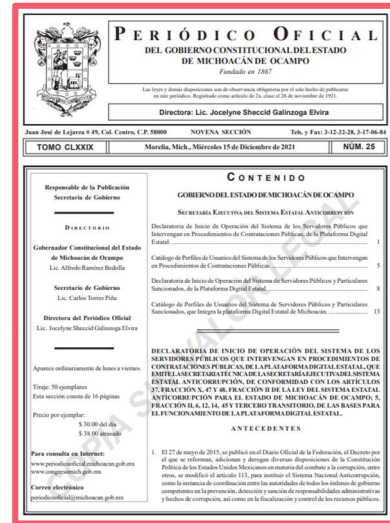 PERIÓDICO OFICIAL
DEL GOBIERNO CONSTITUCIONAL DEL ESTADO
DE MICHOACÁN DE OCAMPO
Fundado en 1867
Las leyes y demás disposiciones son de observancia obligatoria por el solo hecho de publicarse
en este periódico. Registrado como artículo de 2a. clase el 28 de noviembre de 1921.
Directora: Lic. Jocelyne Sheccid Galinzoga Elvira
Juan José de Lejarza # 49, Col. Centro, C.P. 58000 NOVENA SECCIÓN Tels. y Fax: 3-12-32-28, 3-17-06-84
TOMO CLXXIX Morelia, Mich., Miércoles 15 de Diciembre de 2021 NÚM. 25
Responsable de la Publicación
Secretaría de Gobierno
DIRECTORIO
Gobernador Constitucional del Estado
de Michoacán de Ocampo
Lic. Alfredo Ramírez Bedolla
Secretario de Gobierno
Lic. Carlos Torres Piña
Directora del Periódico Oficial
Lic. Jocelyne Sheccid Galinzoga Elvira
Aparece ordinariamente de lunes a viernes.
Tiraje: 50 ejemplares
Esta sección consta de 16 páginas
Precio por ejemplar:
$ 30.00 del día
$ 38.00 atrasado
Para consulta en Internet:
www.periodicooficial.michoacan.gob.mx
www.congresomich.gob.mx
Correo electrónico
periodicooficial@michoacan.gob.mx
CONTENIDO
GOBIERNO DEL ESTADO DE MICHOACÁN DE OCAMPO
SECRETARÍA EJECUTIVA DEL SISTEMA ESTATAL ANTICORRUPCIÓN
Declaratoria de Inicio de Operación del Sistema de los Servidores Públicos que
Intervengan en Procedimientos de Contrataciones Públicas, de la Plataforma Digital
Estatal. 1
Catálogo de Perfiles de Usuarios del Sistema de los Servidores Públicos que Intervengan
en Procedimientos de Contrataciones Públicas. 5
Declaratoria de Inicio de Operación del Sistema de Servidores Públicos y Particulares
Sancionados, de la Plataforma Digital Estatal. 8
Catálogo de Perfiles de Usuarios del Sistema de Servidores Públicos y Particulares
Sancionados, que Integra la plataforma Digital Estatal de Michoacán. 13
DECLARATORIA DE INICIO DE OPERACIÓN DEL SISTEMA DE LOS
SERVIDORES PÚBLICOS QUE INTERVENGAN EN PROCEDIMIENTOS DE
CONTRATACIONES PÚBLICAS, DE LA PLATAFORMA DIGITAL ESTATAL, QUE
EMITE LA SECRETARIA TÉCNICA DE LA SECRETARÍA EJECUTIVA DEL SISTEMA
ESTATAL ANTICORRUPCIÓN, DE CONFORMIDAD CON LOS ARTÍCULOS
37, FRACCIÓN X, 47 Y 48, FRACCIÓN II DE LA LEY DEL SISTEMA ESTATAL
ANTICORRUPCIÓN PARA EL ESTADO DE MICHOACÁN DE OCAMPO; 5,
FRACCIÓN II, 6, 12, 14, 45 Y TERCERO TRANSITORIO, DE LAS BASES PARA
EL FUNCIONAMIENTO DE LA PLATAFORMA DIGITAL ESTATAL.
ANTECEDENTES
1. El 27 de mayo de 2015, se publicó en el Diario Oficial de la Federación, el Decreto por
el que se reforman, adicionan y derogan diversas disposiciones de la Constitución
Política de los Estados Unidos Mexicanos en materia del combate a la corrupción, entre
otros, se modificó el artículo 113, para instituir el Sistema Nacional Anticorrupción,
como la instancia de coordinación entre las autoridades de todos los órdenes de gobierno
competentes en la prevención, detección y sanción de responsabilidades administrativas
y hechos de corrupción, así como en la fiscalización y control de los recursos públicos.
COPIA SIN VALOR LEGAL